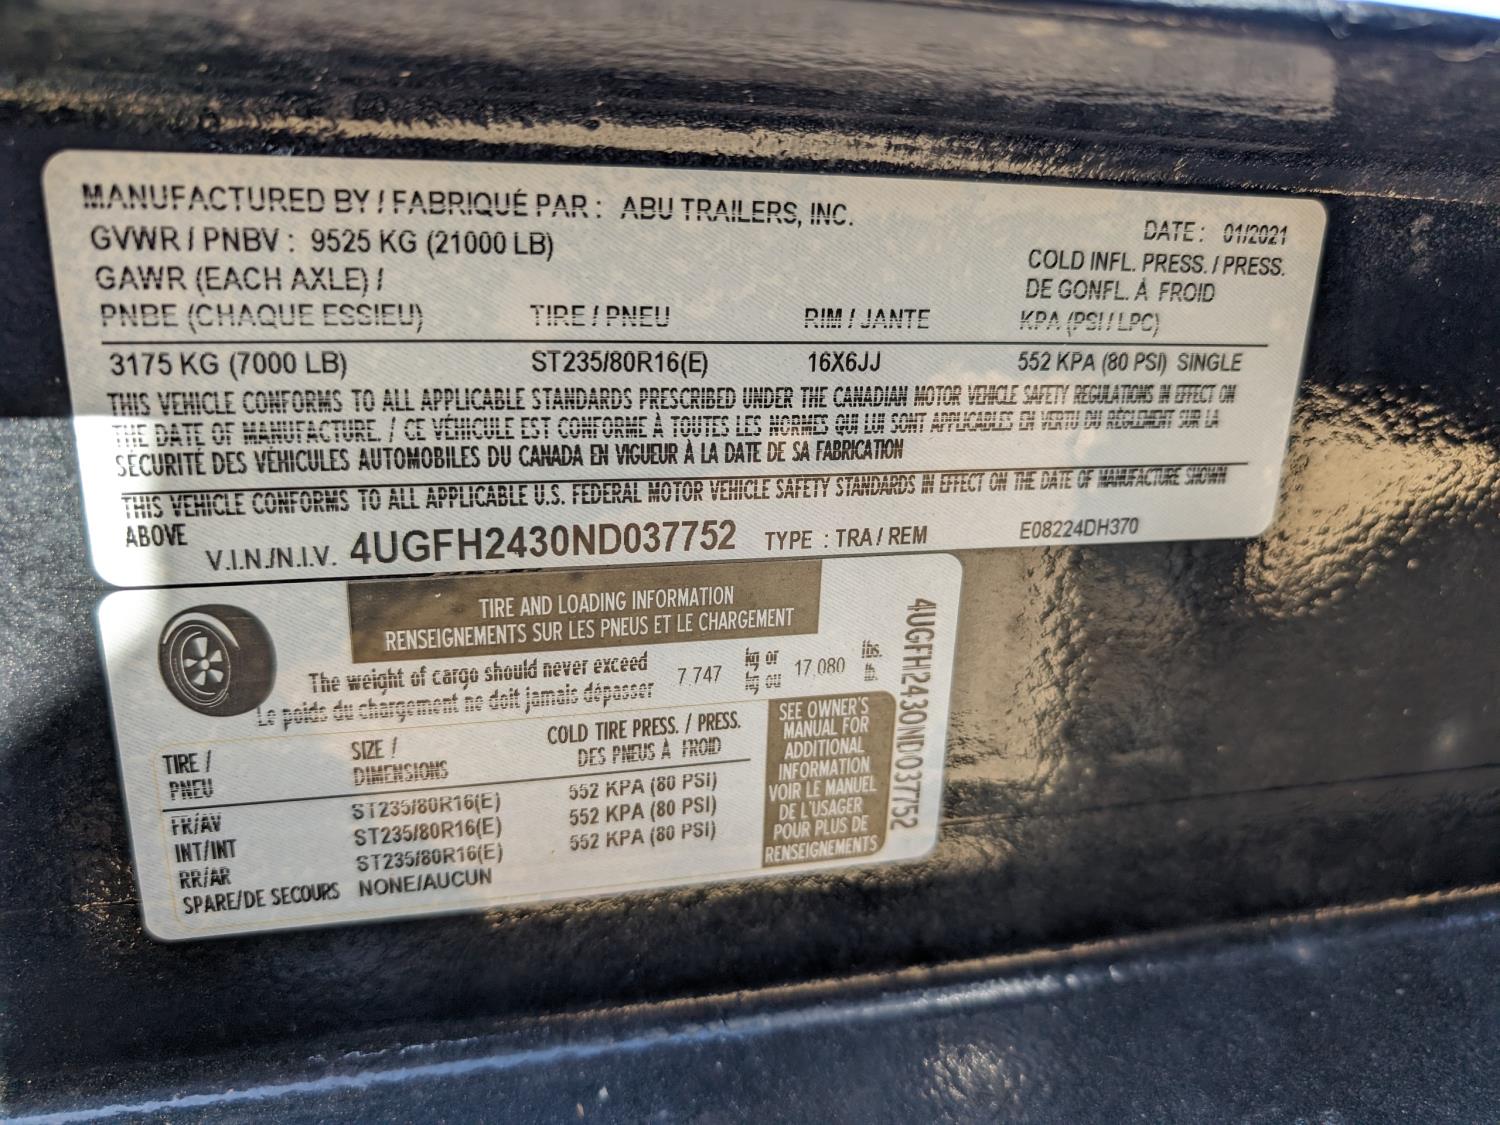 MANUFACTURED BY / FABRIQUÉ PAR : ABU TRAILERS, INC.
DATE : 01/2021
GVWR / PNBV : 9525 KG (21000 LB)
COLD INFL. PRESS. / PRESS.
GAWR (EACH AXLE) /
DE GONFL. À FROID
PNBE (CHAQUE ESSIEU) TIRE / PNEU RIM / JANTE KPA (PSI / LPC)
3175 KG (7000 LB) ST235/80R16(E) 16X6JJ 552 KPA (80 PSI) SINGLE
THIS VEHICLE CONFORMS TO ALL APPLICABLE STANDARDS PRESCRIBED UNDER THE CANADIAN MOTOR VEHICLE SAFETY REGULATIONS IN EFFECT ON
THE DATE OF MANUFACTURE. / CE VÉHICULE EST CONFORME À TOUTES LES NORMES QUI LUI SONT APPLICABLES EN VERTU DU RÈGLEMENT SUR LA
SÉCURITÉ DES VÉHICULES AUTOMOBILES DU CANADA EN VIGUEUR À LA DATE DE SA FABRICATION
THIS VEHICLE CONFORMS TO ALL APPLICABLE U.S. FEDERAL MOTOR VEHICLE SAFETY STANDARDS IN EFFECT ON THE DATE OF MANUFACTURE SHOWN
ABOVE
V.I.N./N.I.V. 4UGFH2430ND037752 TYPE : TRA / REM E08224DH370
TIRE AND LOADING INFORMATION
RENSEIGNEMENTS SUR LES PNEUS ET LE CHARGEMENT
The weight of cargo should never exceed
Le poids du chargement ne doit jamais dépasser
7,747
kg or
kg ou
17,080
lbs.
lb.
TIRE /
PNEU
SIZE /
DIMENSIONS
COLD TIRE PRESS. / PRESS.
DES PNEUS À FROID
FR/AV ST235/80R16(E) 552 KPA (80 PSI)
INT/INT ST235/80R16(E) 552 KPA (80 PSI)
RR/AR ST235/80R16(E) 552 KPA (80 PSI)
SPARE/DE SECOURS NONE/AUCUN
SEE OWNER'S
MANUAL FOR
ADDITIONAL
INFORMATION
VOIR LE MANUEL
DE L'USAGER
POUR PLUS DE
RENSEIGNEMENTS
4UGFH2430ND037752